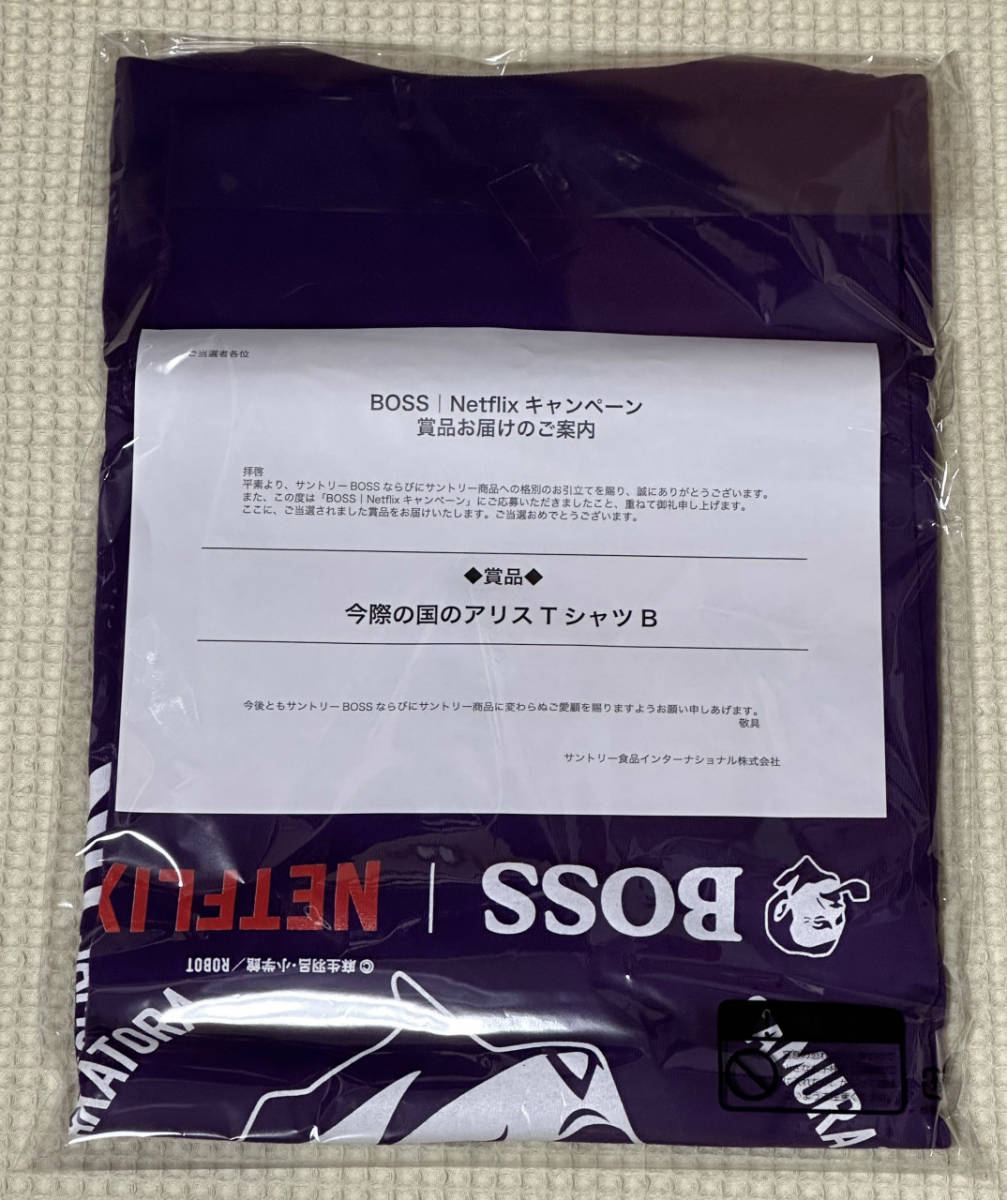 ご当選者各位
BOSS｜Netflix キャンペーン
賞品お届けのご案内
拝啓
平素より、サントリー BOSS ならびにサントリー商品への格別のお引立てを賜り、誠にありがとうございます。
また、この度は「BOSS｜Netflix キャンペーン」にご応募いただきましたこと、重ねて御礼申し上げます。
ここに、ご当選されました賞品をお届けいたします。ご当選おめでとうございます。
◆賞品◆
今際の国のアリス T シャツ B
今後ともサントリー BOSS ならびにサントリー商品に変わらぬご愛顧を賜りますようお願い申しあげます。
敬具
サントリー食品インターナショナル株式会社
BOSS | NETFLIX
© 麻生羽呂・小学館／ROBOT
KATORA
SAMURA